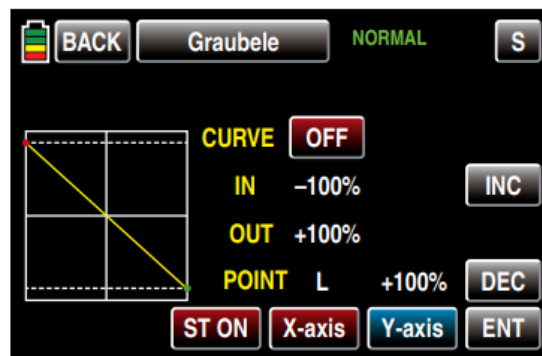 BACK Graubele NORMAL S
CURVE OFF
IN –100% INC
OUT +100%
POINT L +100% DEC
ST ON X-axis Y-axis ENT